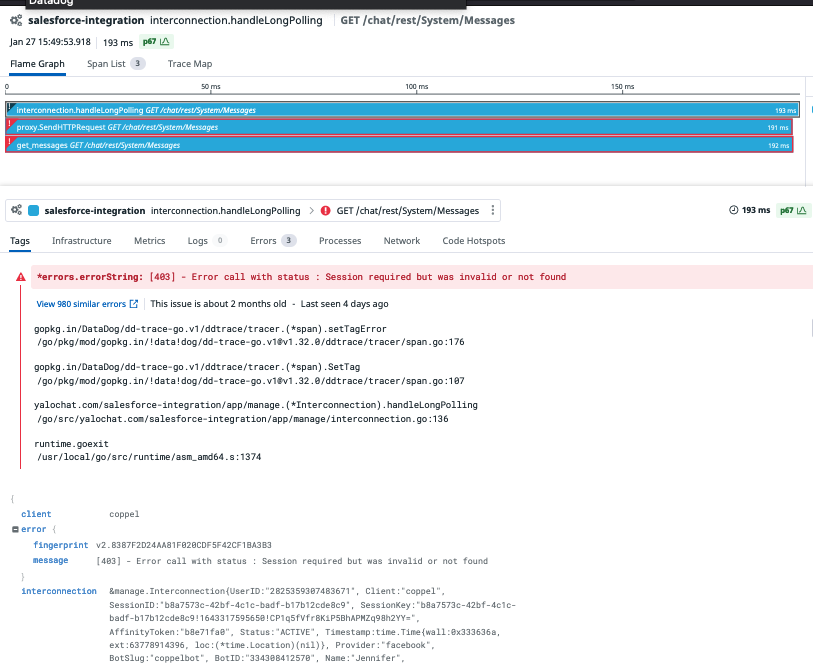 Datadog
salesforce-integration interconnection.handleLongPolling GET /chat/rest/System/Messages
Jan 27 15:49:53.918 193 ms p67
Flame Graph Span List 3 Trace Map
0 50 ms 100 ms 150 ms
interconnection.handleLongPolling GET /chat/rest/System/Messages 193 ms
proxy.SendHTTPRequest GET /chat/rest/System/Messages 191 ms
get_messages GET /chat/rest/System/Messages 192 ms
salesforce-integration interconnection.handleLongPolling > GET /chat/rest/System/Messages 193 ms p67
Tags Infrastructure Metrics Logs 0 Errors 3 Processes Network Code Hotspots
*errors.errorString: [403] - Error call with status : Session required but was invalid or not found
View 980 similar errors This issue is about 2 months old - Last seen 4 days ago
gopkg.in/DataDog/dd-trace-go.v1/ddtrace/tracer.(*span).setTagError
/go/pkg/mod/gopkg.in/!data!dog/dd-trace-go.v1@v1.32.0/ddtrace/tracer/span.go:176
gopkg.in/DataDog/dd-trace-go.v1/ddtrace/tracer.(*span).SetTag
/go/pkg/mod/gopkg.in/!data!dog/dd-trace-go.v1@v1.32.0/ddtrace/tracer/span.go:107
yalochat.com/salesforce-integration/app/manage.(*Interconnection).handleLongPolling
/go/src/yalochat.com/salesforce-integration/app/manage/interconnection.go:136
runtime.goexit
/usr/local/go/src/runtime/asm_amd64.s:1374
{
client coppel
error {
fingerprint v2.8387F2D24AA81F020CDF5F42CF1BA3B3
message [403] - Error call with status : Session required but was invalid or not found
}
interconnection &manage.Interconnection{UserID:"2825359307483671", Client:"coppel",
SessionID:"b8a7573c-42bf-4c1c-badf-b17b12cde8c9", SessionKey:"b8a7573c-42bf-4c1c-
badf-b17b12cde8c9!1643317595650!CP1q5fVfr8KiP5BhAPMZq98h2YY=",
AffinityToken:"b8e71fa0", Status:"ACTIVE", Timestamp:time.Time{wall:0x333636a,
ext:63778914396, loc:(*time.Location)(nil)}, Provider:"facebook",
BotSlug:"coppelbot", BotID:"334308412570", Name:"Jennifer",